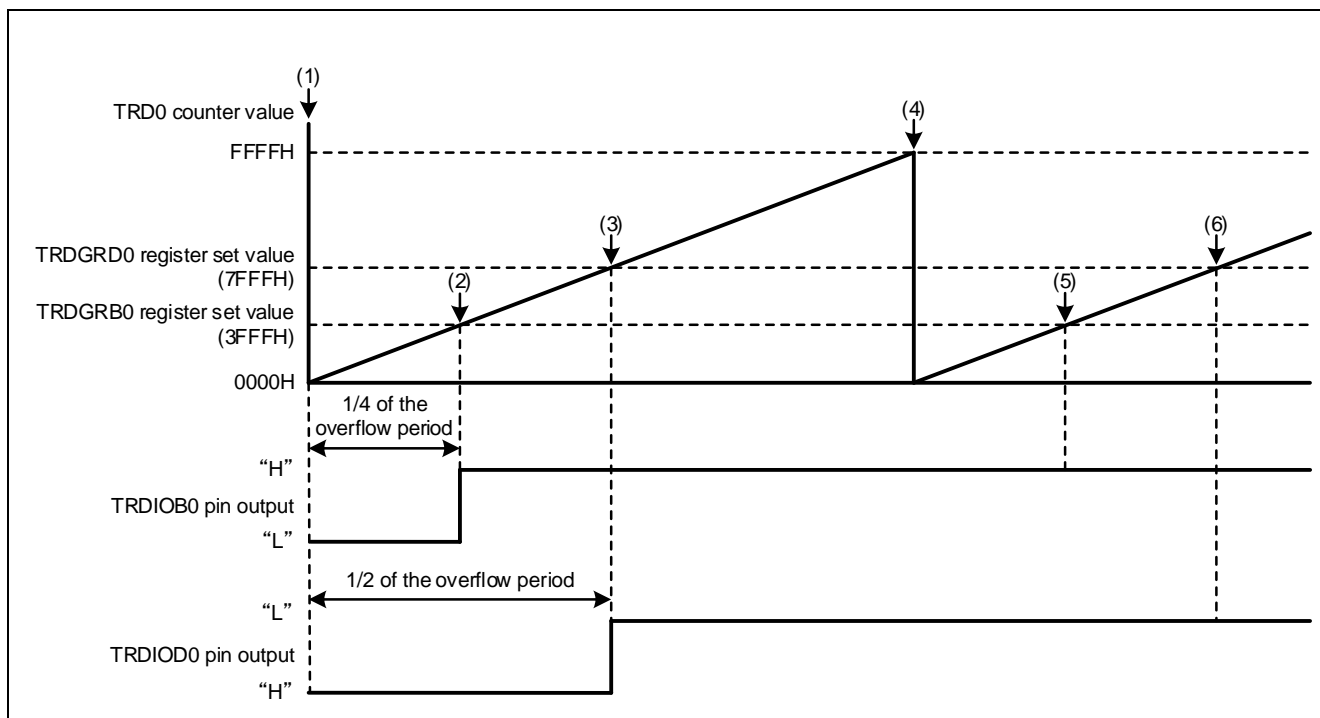 (1)
TRD0 counter value
(4)
FFFFH
(3)
(6)
TRDGRD0 register set value
(7FFFH)
(2)
(5)
TRDGRB0 register set value
(3FFFH)
0000H
1/4 of the
overflow period
“H”
TRDIOB0 pin output
“L”
1/2 of the overflow period
“L”
TRDIOD0 pin output
“H”